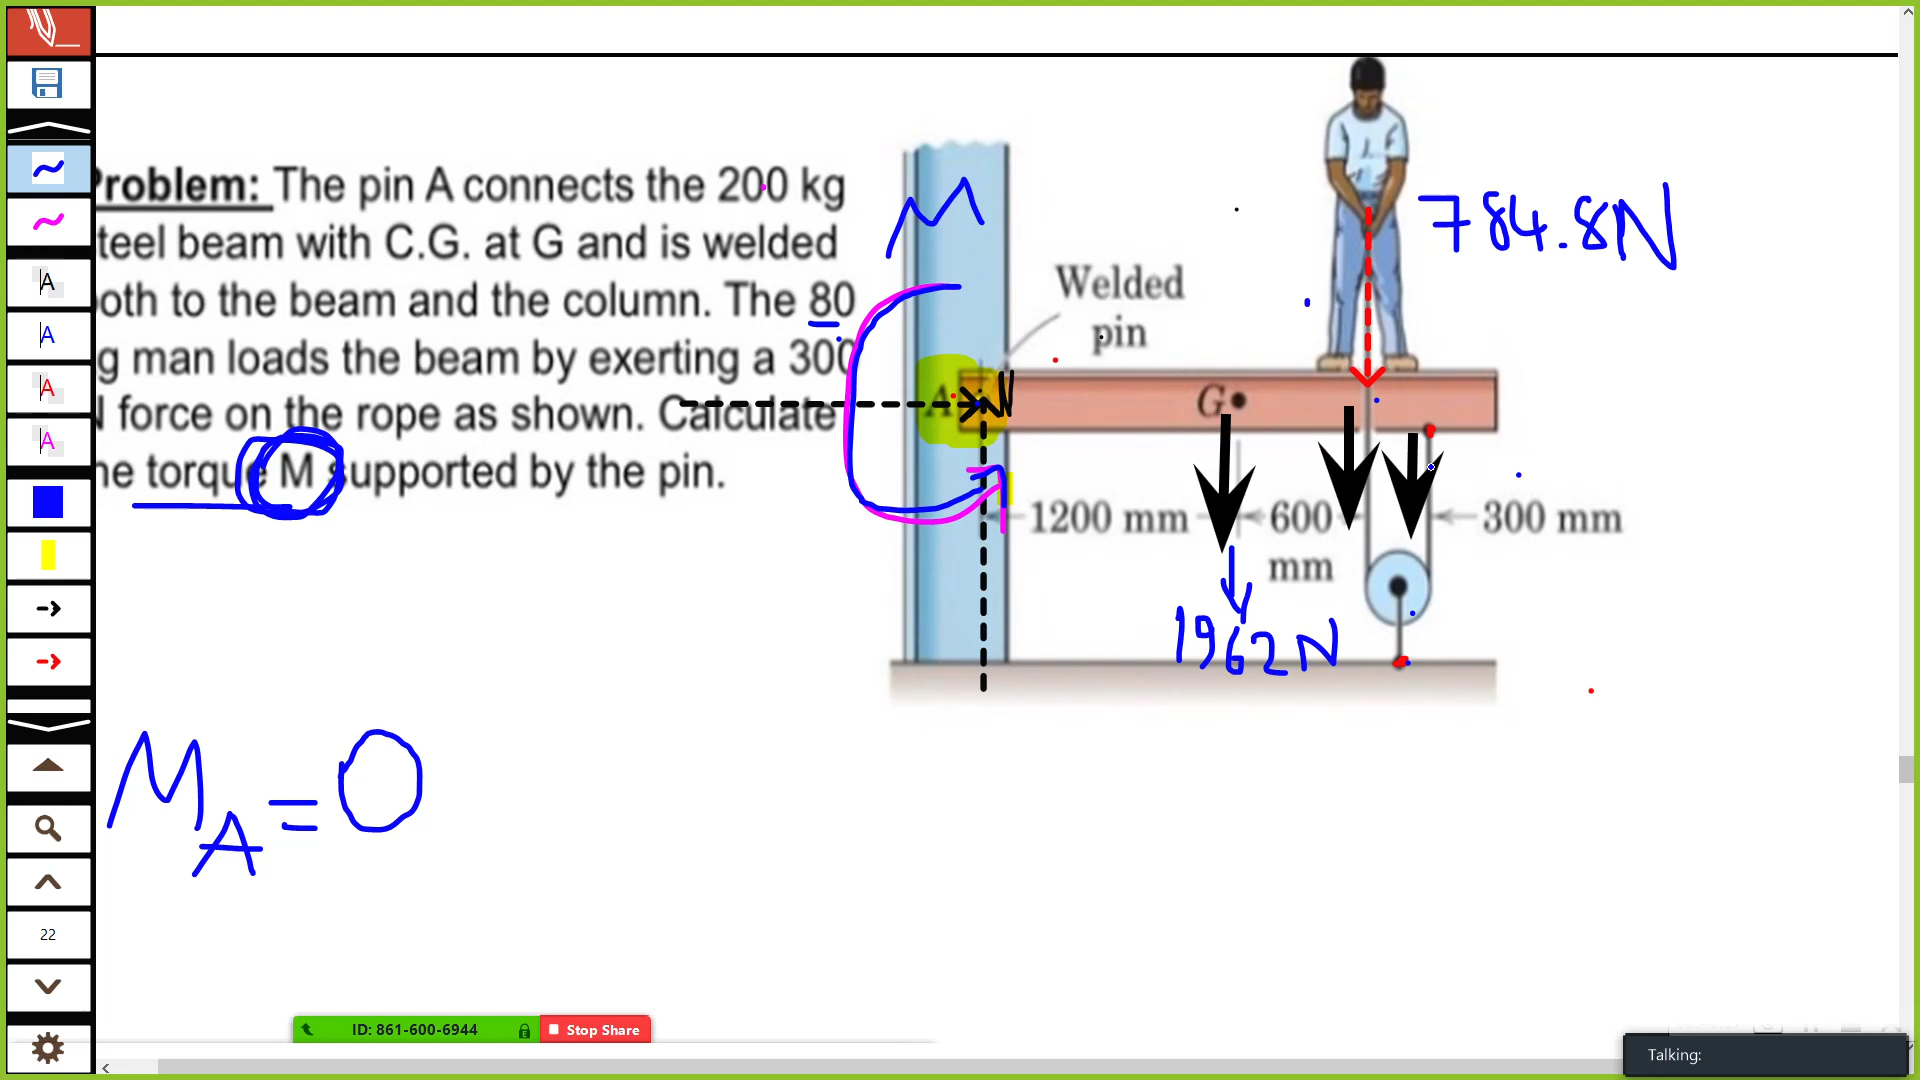 Problem: The pin A connects the 200 kg
teel beam with C.G. at G and is welded
oth to the beam and the column. The 80
g man loads the beam by exerting a 300
N force on the rope as shown. Calculate
he torque M supported by the pin.
M
784.8N
Welded
pin
A
N
G
1200 mm
600
mm
300 mm
1962N
M_A = 0
A
A
A
A
22
ID: 861-600-6944
Stop Share
Talking: